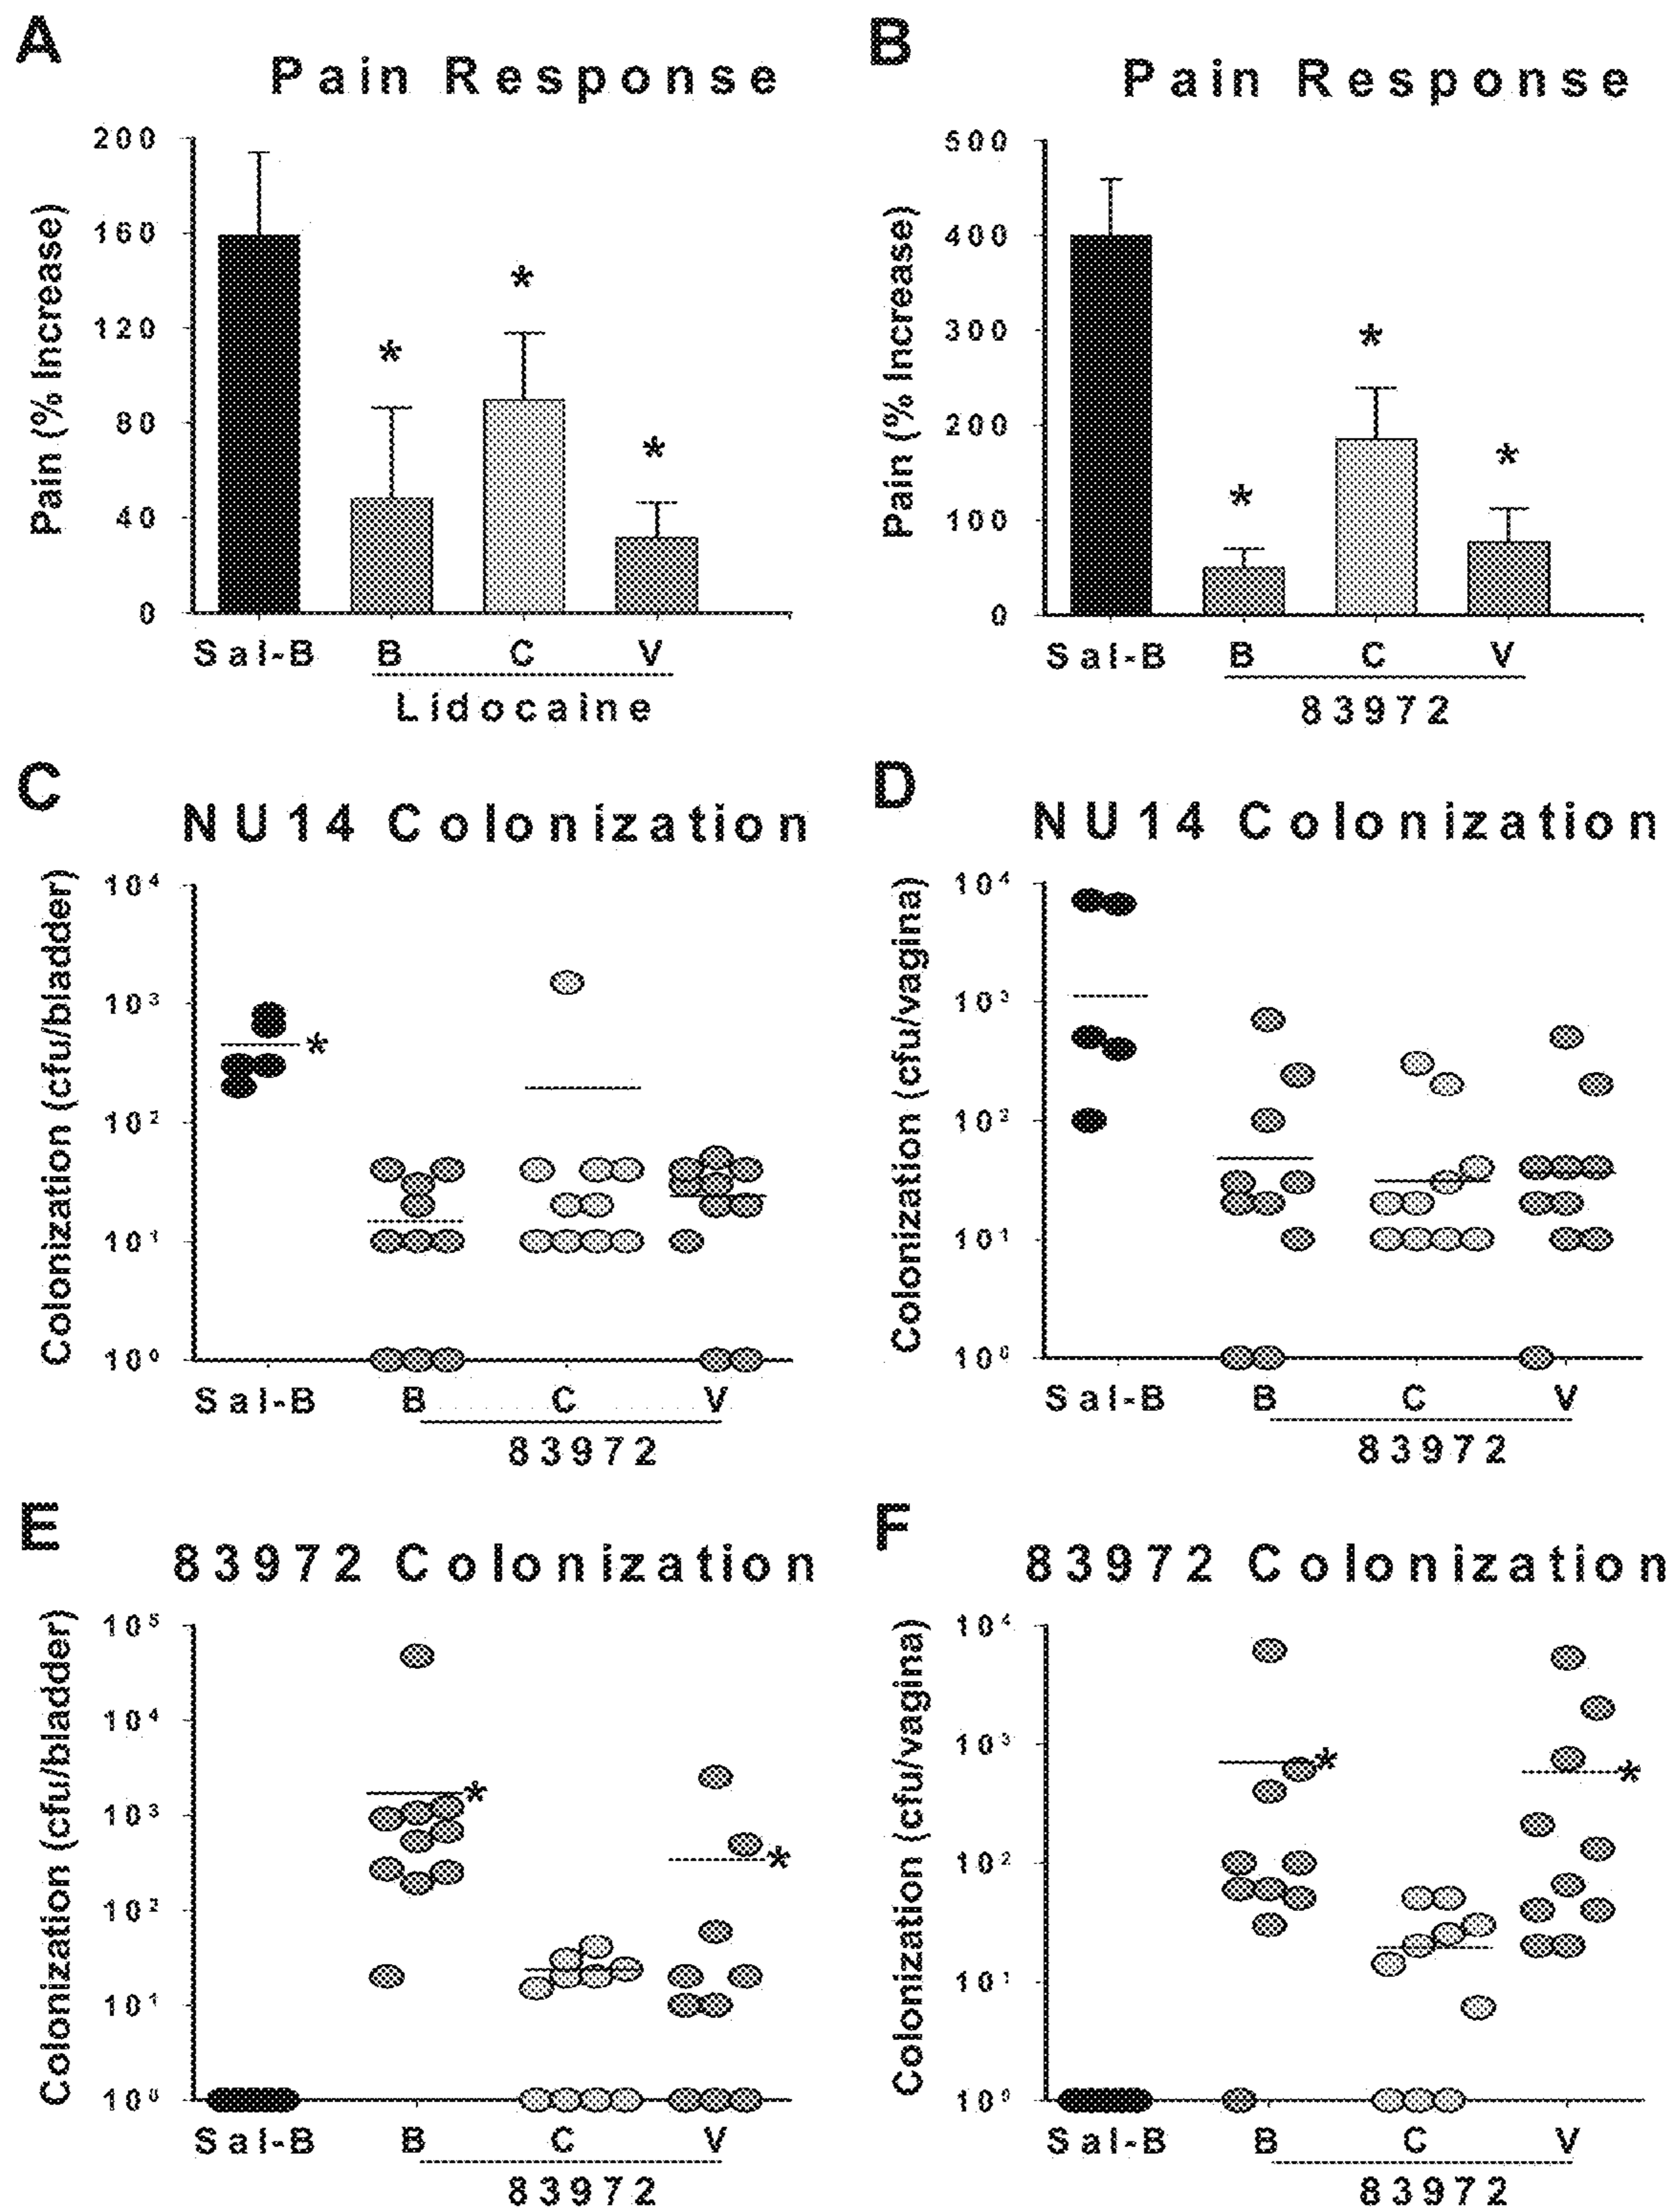 A
Pain Response
Pain (% Increase)
200
160
120
80
40
0
*
*
*
Sal-B B C V
Lidocaine
B
Pain Response
Pain (% Increase)
500
400
300
200
100
0
*
*
*
Sal-B B C V
83972
C
NU14 Colonization
Colonization (cfu/bladder)
10⁴
10³
10²
10¹
10⁰
*
Sal-B B C V
83972
D
NU14 Colonization
Colonization (cfu/vagina)
10⁴
10³
10²
10¹
10⁰
Sal-B B C V
83972
E
83972 Colonization
Colonization (cfu/bladder)
10⁵
10⁴
10³
10²
10¹
10⁰
*
*
Sal-B B C V
83972
F
83972 Colonization
Colonization (cfu/vagina)
10⁴
10³
10²
10¹
10⁰
*
*
Sal-B B C V
83972